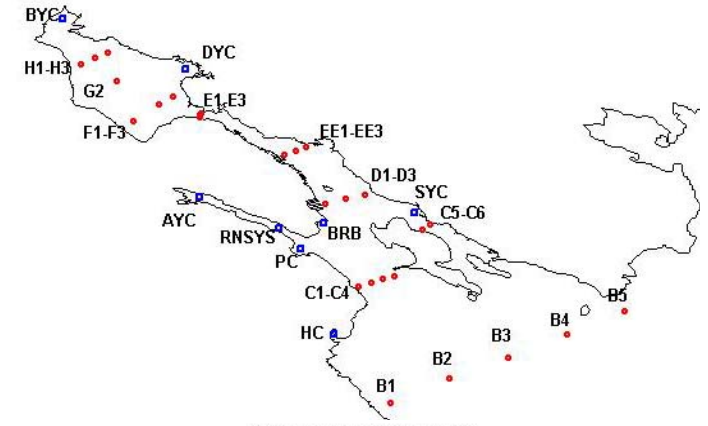 BYC
DYC
H1-H3
G2
E1-E3
F1-F3
EE1-EE3
D1-D3
SYC
AYC
C5-C6
RNSYS
BRB
PC
C1-C4
B5
HC
B4
B3
B2
B1